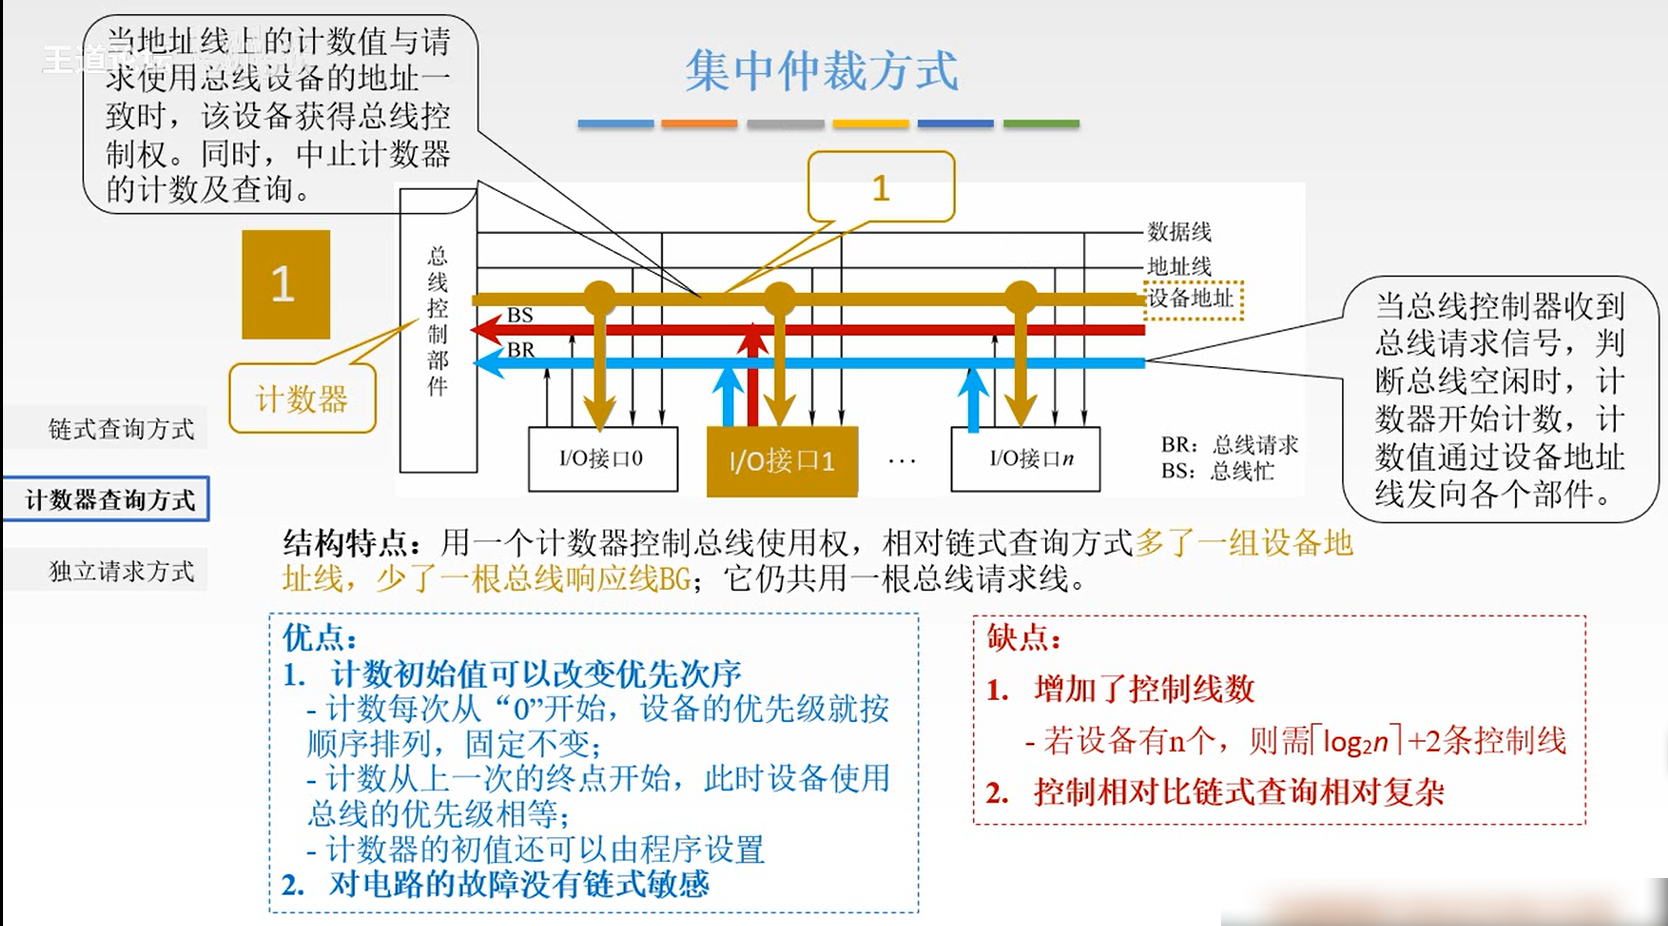 集中仲裁方式
当地址线上的计数值与请
求使用总线设备的地址一
致时，该设备获得总线控
制权。同时，中止计数器
的计数及查询。
王道论坛
1
1
计数器
总线控制部件
数据线
地址线
设备地址
BS
BR
I/O接口0
I/O接口1
…
I/O接口n
BR：总线请求
BS：总线忙
当总线控制器收到
总线请求信号，判
断总线空闲时，计
数器开始计数，计
数值通过设备地址
线发向各个部件。
链式查询方式
计数器查询方式
独立请求方式
结构特点：用一个计数器控制总线使用权，相对链式查询方式多了一组设备地
址线，少了一根总线响应线BG；它仍共用一根总线请求线。
优点：
1. 计数初始值可以改变优先次序
- 计数每次从“0”开始，设备的优先级就按
顺序排列，固定不变；
- 计数从上一次的终点开始，此时设备使用
总线的优先级相等；
- 计数器的初值还可以由程序设置
2. 对电路的故障没有链式敏感
缺点：
1. 增加了控制线数
- 若设备有n个，则需⌈log₂n⌉+2条控制线
2. 控制相对比链式查询相对复杂